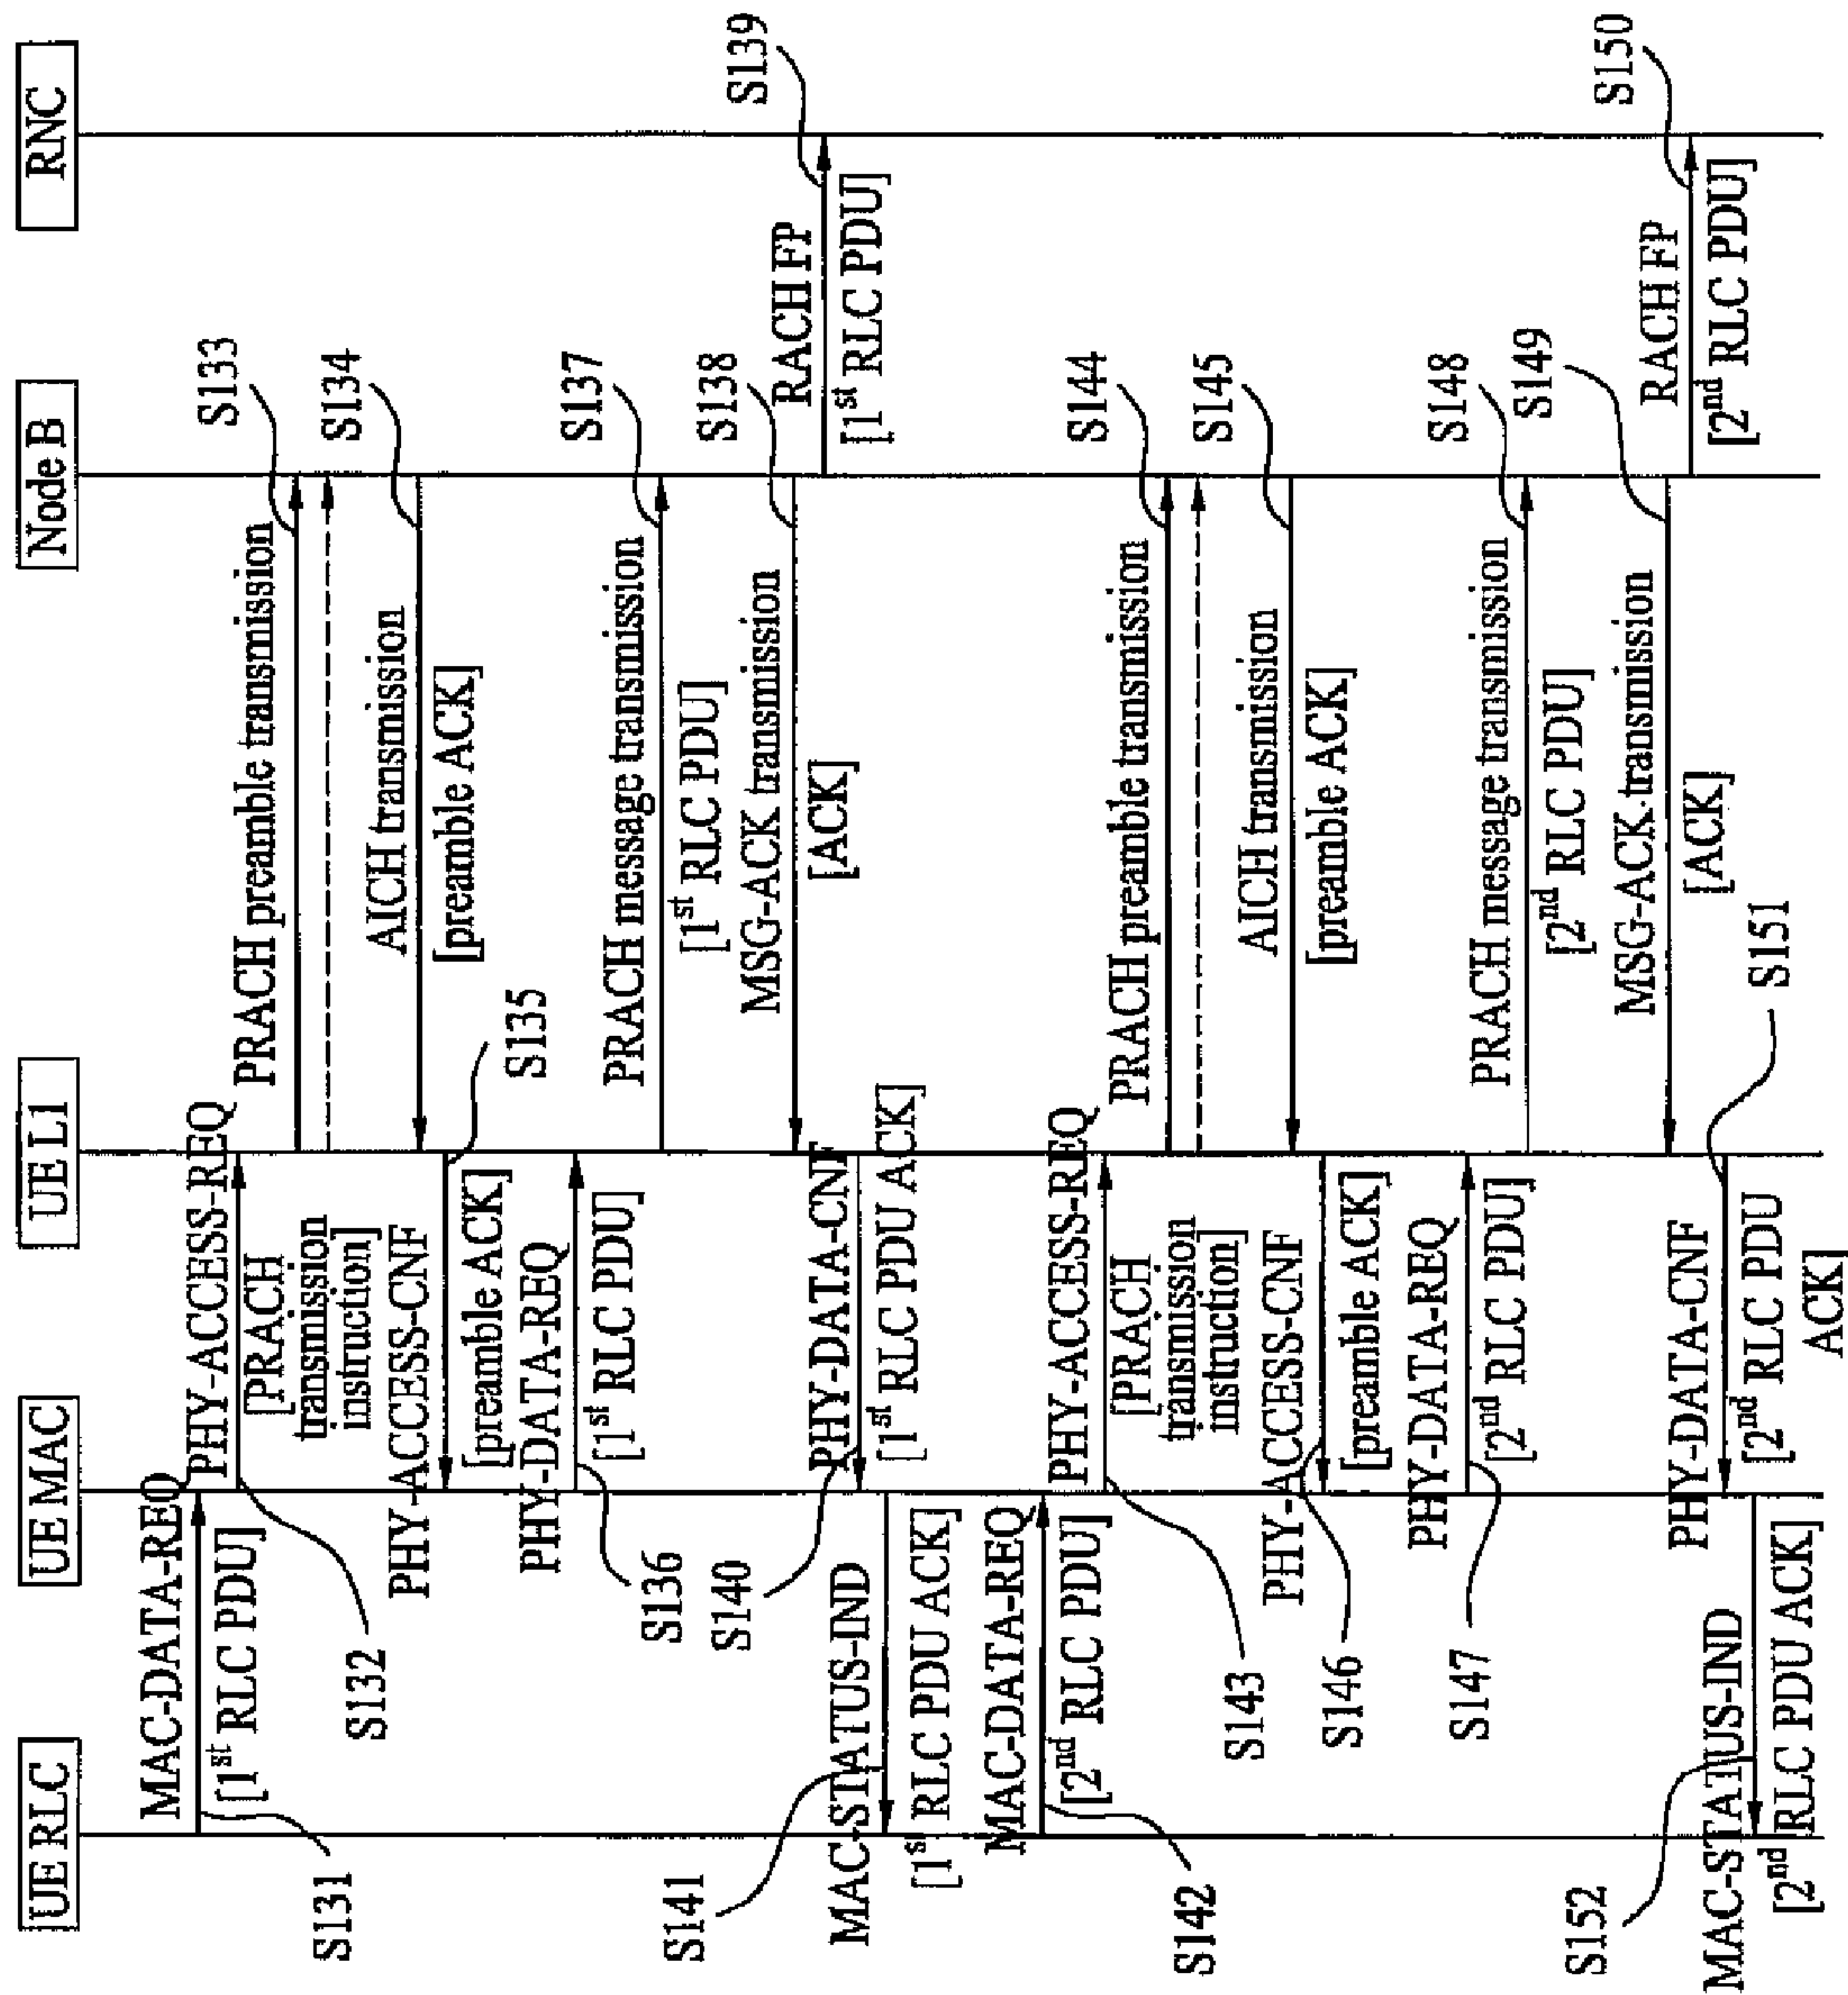 UE RLC
UE MAC
UE L1
Node B
RNC
MAC-DATA-REQ
[1st RLC PDU]
S131
PHY-ACCESS-REQ
[PRACH
transmission
instruction]
S132
PRACH preamble transmission
S133
AICH transmission
[preamble ACK]
S134
PHY-ACCESS-CNF
[preamble ACK]
S135
PHY-DATA-REQ
[1st RLC PDU]
S136
PRACH message transmission
[1st RLC PDU]
S137
MSG-ACK transmission
[ACK]
S138
RACH FP
[1st RLC PDU]
S139
PHY-DATA-CNF
[1st RLC PDU ACK]
S140
MAC-STATUS-IND
[1st RLC PDU ACK]
S141
MAC-DATA-REQ
[2nd RLC PDU]
S142
PHY-ACCESS-REQ
[PRACH
transmission
instruction]
S143
PRACH preamble transmission
S144
AICH transmission
[preamble ACK]
S145
PHY-ACCESS-CNF
[preamble ACK]
S146
PHY-DATA-REQ
[2nd RLC PDU]
S147
PRACH message transmission
[2nd RLC PDU]
S148
MSG-ACK transmission
[ACK]
S149
RACH FP
[2nd RLC PDU]
S150
PHY-DATA-CNF
[2nd RLC PDU
ACK]
S151
MAC-STATUS-IND
[2nd RLC PDU ACK]
S152